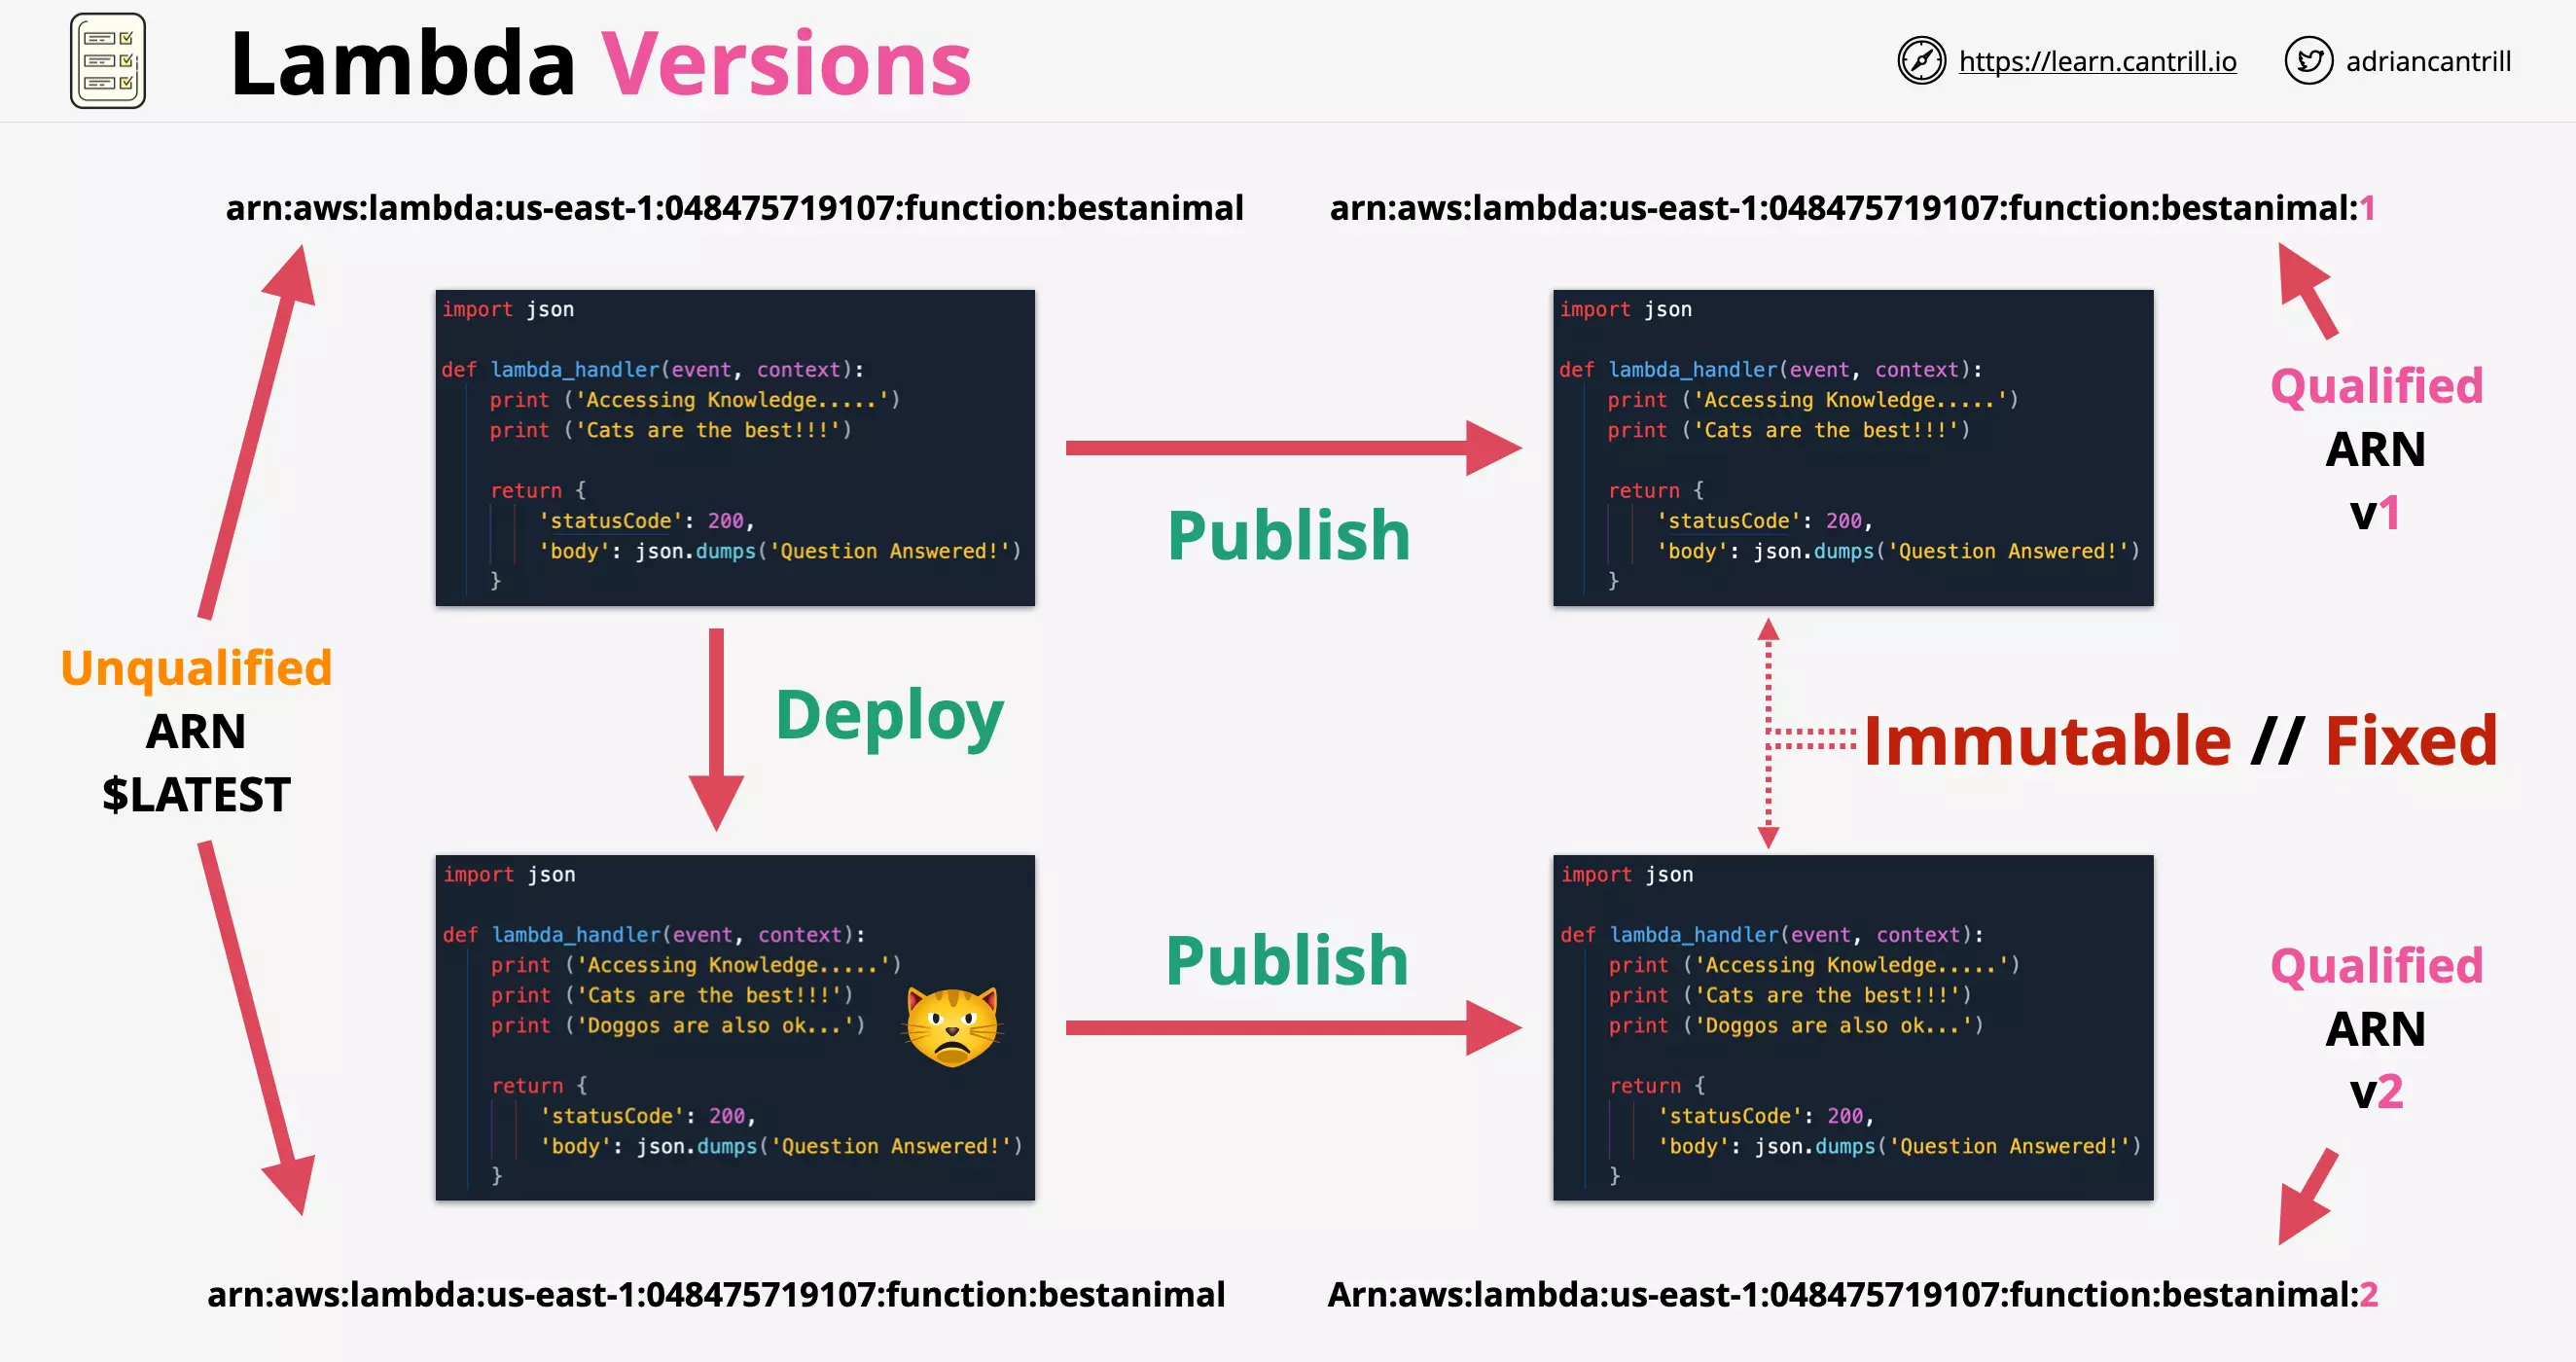 Lambda Versions
https://learn.cantrill.io
adriancantrill
arn:aws:lambda:us-east-1:048475719107:function:bestanimal
arn:aws:lambda:us-east-1:048475719107:function:bestanimal:1
import json
def lambda_handler(event, context):
print ('Accessing Knowledge.....')
print ('Cats are the best!!!')
return {
'statusCode': 200,
'body': json.dumps('Question Answered!')
}
Publish
import json
def lambda_handler(event, context):
print ('Accessing Knowledge.....')
print ('Cats are the best!!!')
return {
'statusCode': 200,
'body': json.dumps('Question Answered!')
}
Qualified
ARN
v1
Unqualified
ARN
$LATEST
Deploy
Immutable // Fixed
import json
def lambda_handler(event, context):
print ('Accessing Knowledge.....')
print ('Cats are the best!!!')
print ('Doggos are also ok...')
return {
'statusCode': 200,
'body': json.dumps('Question Answered!')
}
Publish
import json
def lambda_handler(event, context):
print ('Accessing Knowledge.....')
print ('Cats are the best!!!')
print ('Doggos are also ok...')
return {
'statusCode': 200,
'body': json.dumps('Question Answered!')
}
Qualified
ARN
v2
arn:aws:lambda:us-east-1:048475719107:function:bestanimal
Arn:aws:lambda:us-east-1:048475719107:function:bestanimal:2